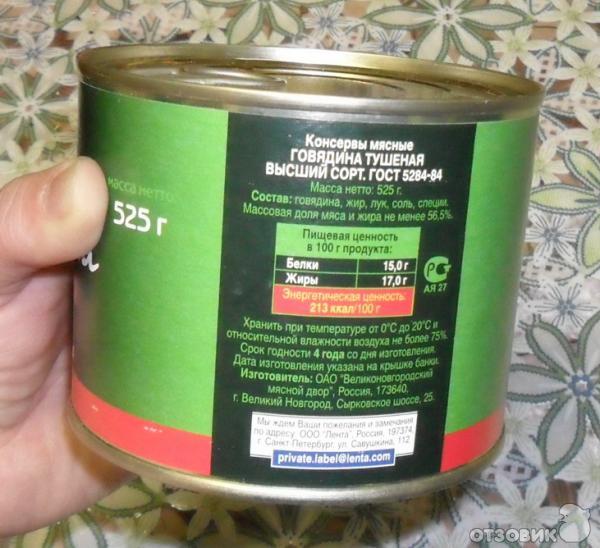 масса нетто:
525 г
Консервы мясные
ГОВЯДИНА ТУШЕНАЯ
ВЫСШИЙ СОРТ. ГОСТ 5284-84
Масса нетто: 525 г.
Состав: говядина, жир, лук, соль, специи.
Массовая доля мяса и жира не менее 56,5%.
Пищевая ценность
в 100 г продукта:
Белки 15,0 г
Жиры 17,0 г
Энергетическая ценность:
213 ккал/100 г
РСТ
АЯ 27
Хранить при температуре от 0°С до 20°С и
относительной влажности воздуха не более 75%.
Срок годности 4 года со дня изготовления.
Дата изготовления указана на крышке банки.
Изготовитель: ОАО "Великоновгородский
мясной двор", Россия, 173640,
г. Великий Новгород, Сырковское шоссе, 25.
Мы ждем Ваши пожелания и замечания
по адресу: ООО "Лента", Россия, 197374,
г. Санкт-Петербург, ул. Савушкина, 112
private.label@lenta.com
ОТЗОВИК